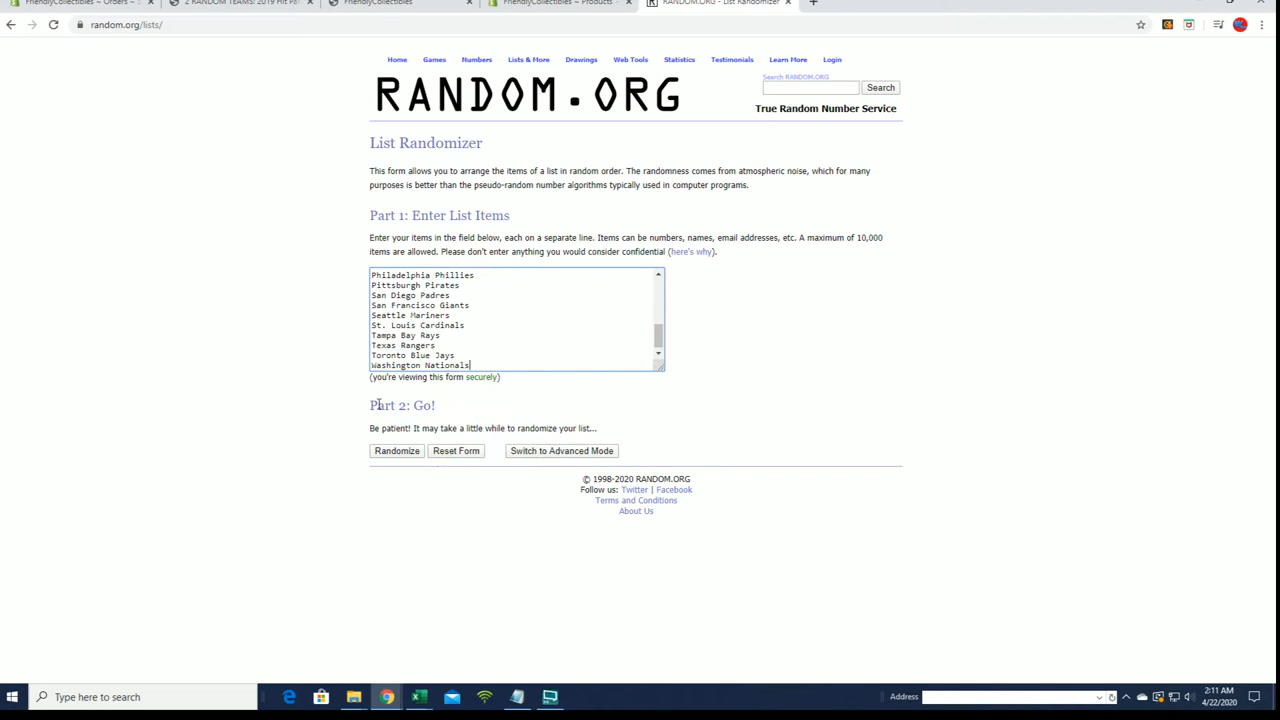 FriendlyCollectibles ~ Orders ~ S
2 RANDOM TEAMS: 2019 Hit Pa
FriendlyCollectibles
FriendlyCollectibles ~ Products ~
RANDOM.ORG - List Randomizer
random.org/lists/
Home Games Numbers Lists & More Drawings Web Tools Statistics Testimonials Learn More Login
Search RANDOM.ORG
RANDOM.ORG
Search
True Random Number Service
List Randomizer
This form allows you to arrange the items of a list in random order. The randomness comes from atmospheric noise, which for many
purposes is better than the pseudo-random number algorithms typically used in computer programs.
Part 1: Enter List Items
Enter your items in the field below, each on a separate line. Items can be numbers, names, email addresses, etc. A maximum of 10,000
items are allowed. Please don't enter anything you would consider confidential (here's why).
Philadelphia Phillies
Pittsburgh Pirates
San Diego Padres
San Francisco Giants
Seattle Mariners
St. Louis Cardinals
Tampa Bay Rays
Texas Rangers
Toronto Blue Jays
Washington Nationals
(you're viewing this form securely)
Part 2: Go!
Be patient! It may take a little while to randomize your list...
Randomize Reset Form Switch to Advanced Mode
© 1998-2020 RANDOM.ORG
Follow us: Twitter | Facebook
Terms and Conditions
About Us
Type here to search
Address
2:11 AM
4/22/2020